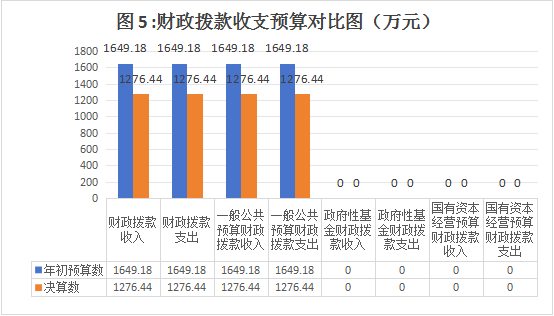 图 5 :财政拨款收支预算对比图（万元）
1800
1600
1400
1200
1000
800
600
400
200
0
1649.18 1649.18 1649.18 1649.18
1276.44 1276.44 1276.44 1276.44
0 0 0 0 0 0 0 0
财政拨款
收入
财政拨款
支出
一般公共
预算财政
拨款收入
一般公共
预算财政
拨款支出
政府性基
金财政拨
款收入
政府性基
金财政拨
款支出
国有资本
经营预算
财政拨款
收入
国有资本
经营预算
财政拨款
支出
年初预算数 1649.18 1649.18 1649.18 1649.18 0 0 0 0
决算数 1276.44 1276.44 1276.44 1276.44 0 0 0 0